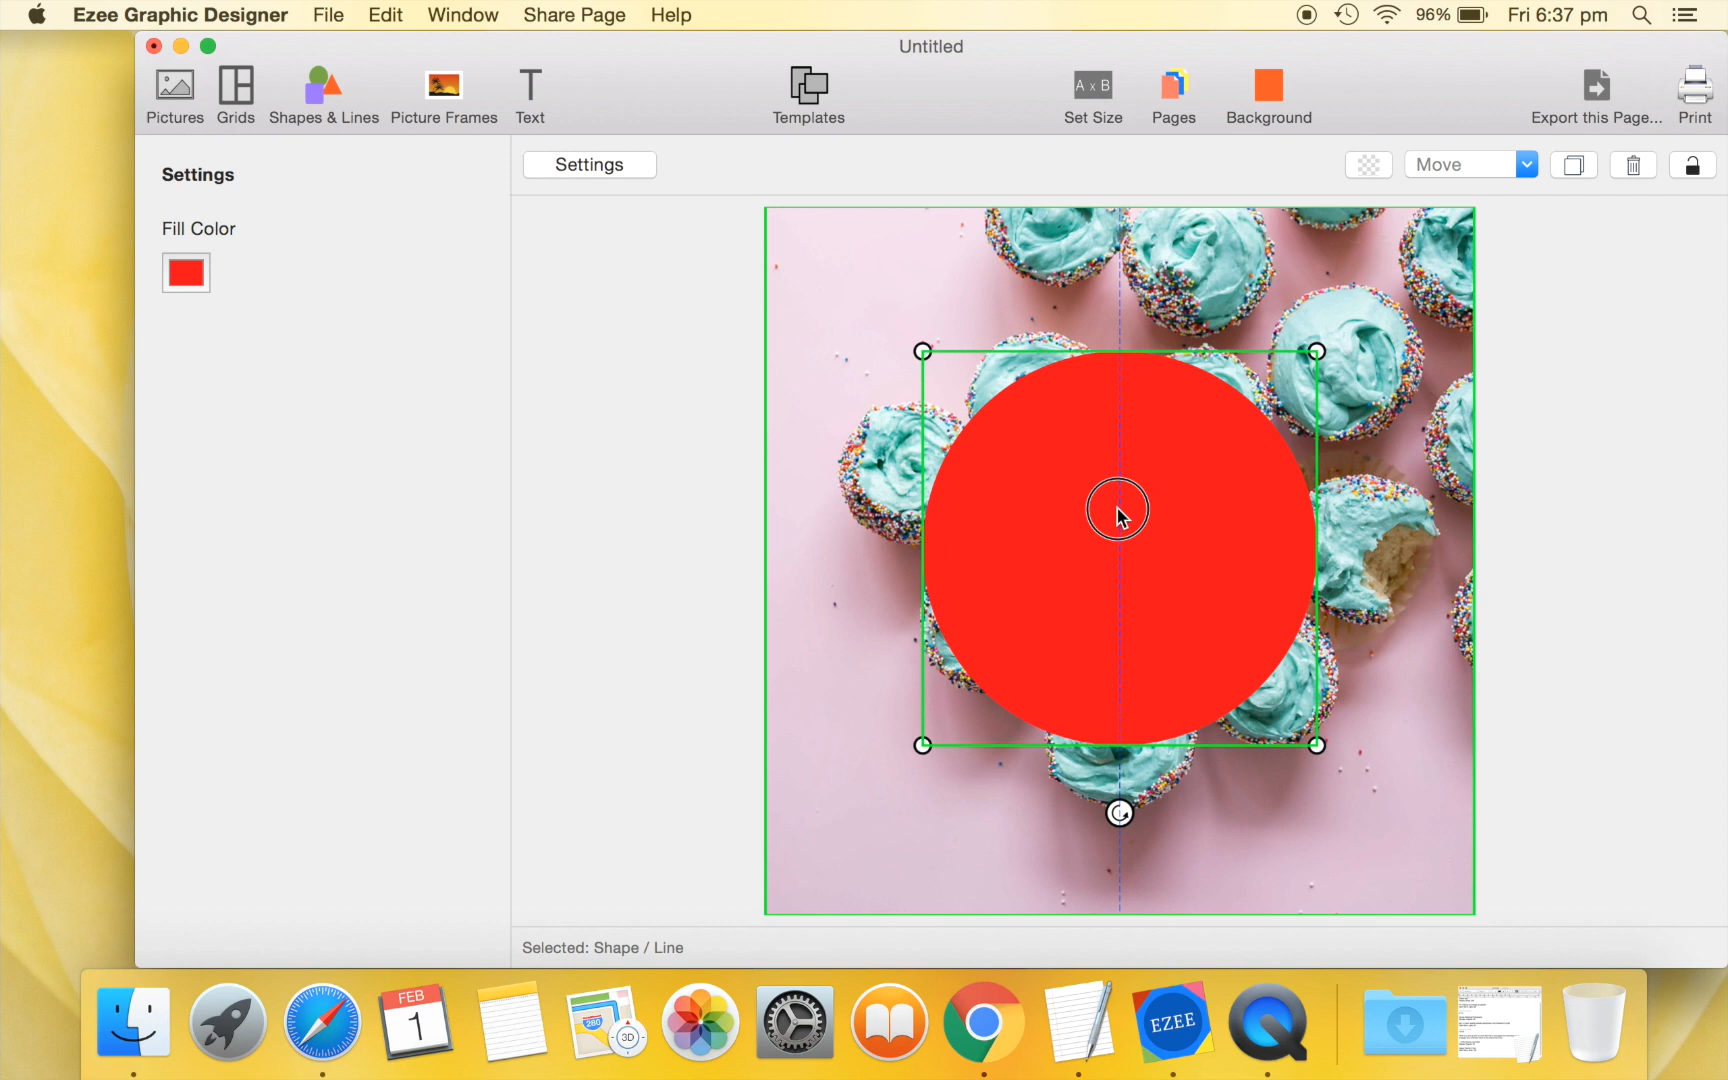 Ezee Graphic Designer File Edit Window Share Page Help 96% Fri 6:37 pm
Untitled
A x B
Pictures Grids Shapes & Lines Picture Frames Text Templates Set Size Pages Background Export this Page... Print
Settings
Settings
Move
Fill Color
Selected: Shape / Line
FEB
1
280
3D
EZEE